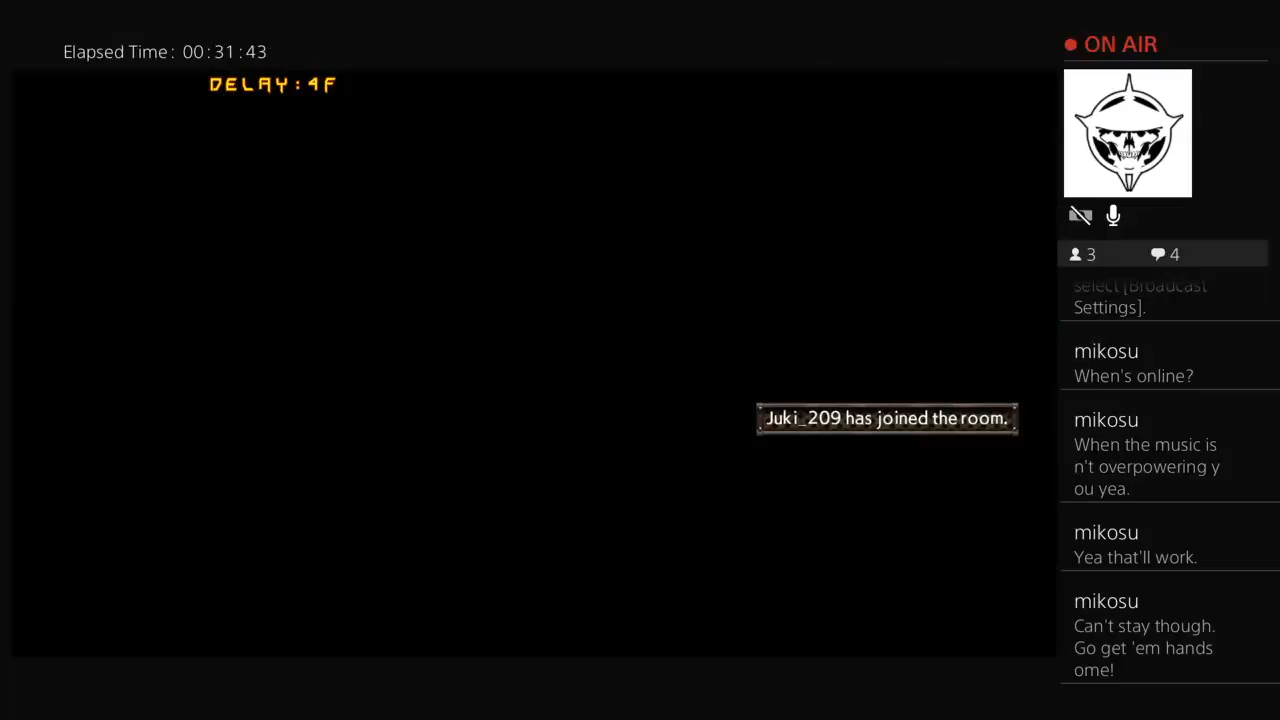 Elapsed Time: 00:31:43
ON AIR
DELAY:4F
3
4
select [Broadcast
Settings].
mikosu
When's online?
Juki_209 has joined the room.
mikosu
When the music is
n't overpowering y
ou yea.
mikosu
Yea that'll work.
mikosu
Can't stay though.
Go get 'em hands
ome!